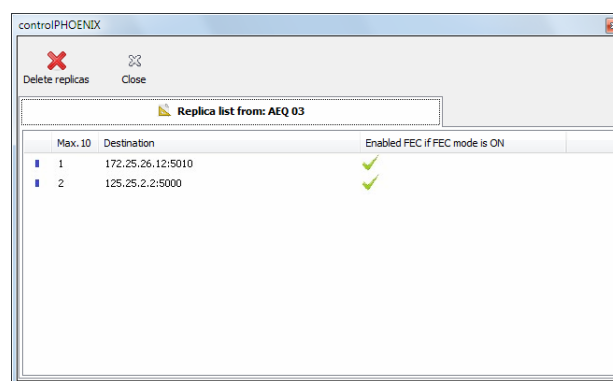 controlPHOENIX
Delete replicas Close
Replica list from: AEQ 03
Max. 10 Destination Enabled FEC if FEC mode is ON
1 172.25.26.12:5010
2 125.25.2.2:5000